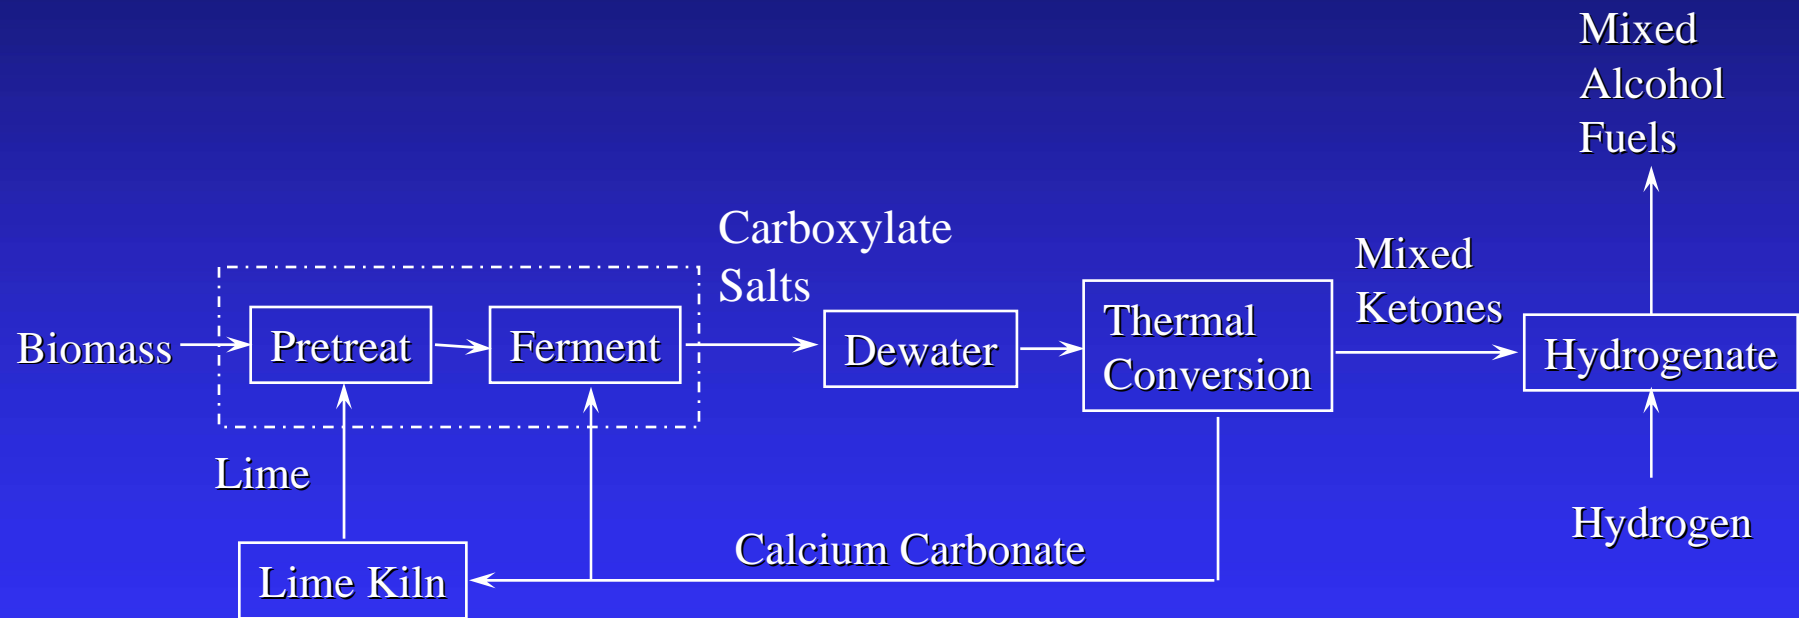 Mixed
Alcohol
Fuels
Carboxylate
Salts
Mixed
Ketones
Biomass
Pretreat
Ferment
Dewater
Thermal
Conversion
Hydrogenate
Lime
Lime Kiln
Calcium Carbonate
Hydrogen